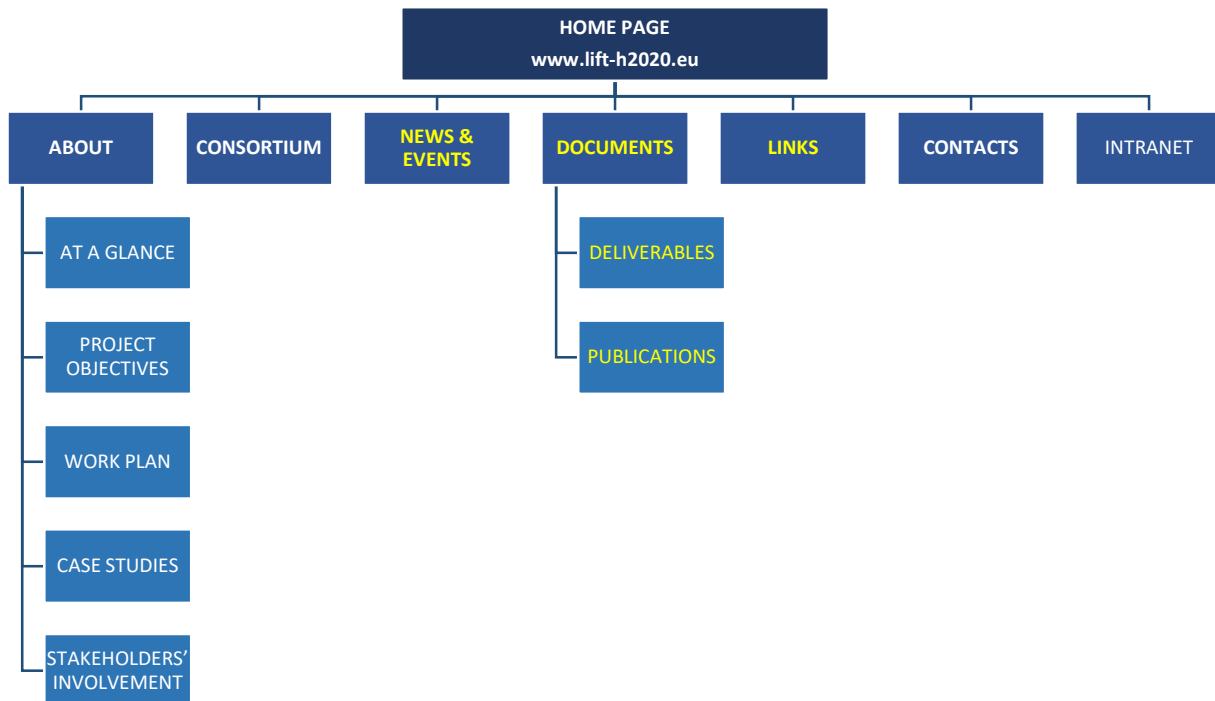 HOME PAGE
www.lift-h2020.eu
ABOUT
CONSORTIUM
NEWS &
EVENTS
DOCUMENTS
LINKS
CONTACTS
INTRANET
AT A GLANCE
PROJECT
OBJECTIVES
WORK PLAN
CASE STUDIES
STAKEHOLDERS’
INVOLVEMENT
DELIVERABLES
PUBLICATIONS